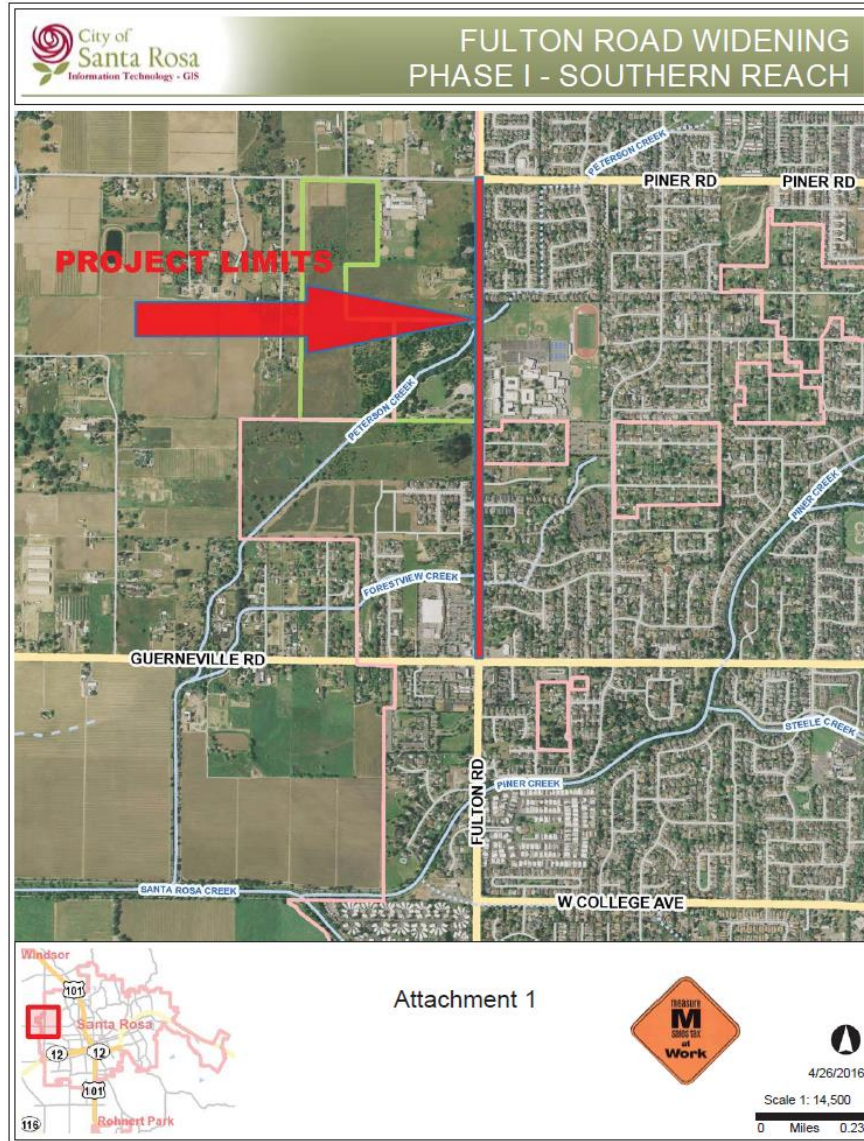 City of
Santa Rosa
Information Technology - GIS
FULTON ROAD WIDENING
PHASE I - SOUTHERN REACH
PETERSON CREEK
PINER RD
PINER RD
PROJECT LIMITS
PETERSON CREEK
PINER CREEK
FORESTVIEW CREEK
GUERNEVILLE RD
STEELE CREEK
FULTON RD
PINER CREEK
SANTA ROSA CREEK
W COLLEGE AVE
Windsor
101
Santa Rosa
12
12
101
116
Rohnert Park
Attachment 1
measure
M
sales tax
at
Work
4/26/2016
Scale 1: 14,500
0 Miles 0.23